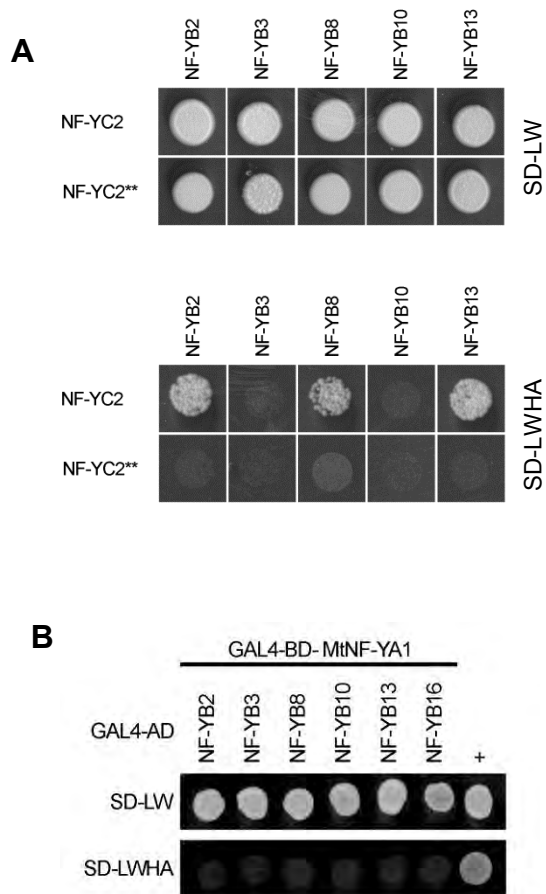 A
NF-YB2 NF-YB3 NF-YB8 NF-YB10 NF-YB13
NF-YC2
NF-YC2**
SD-LW
NF-YB2 NF-YB3 NF-YB8 NF-YB10 NF-YB13
NF-YC2
NF-YC2**
SD-LWHA
B
GAL4-BD-MtNF-YA1
GAL4-AD NF-YB2 NF-YB3 NF-YB8 NF-YB10 NF-YB13 NF-YB16 +
SD-LW
SD-LWHA